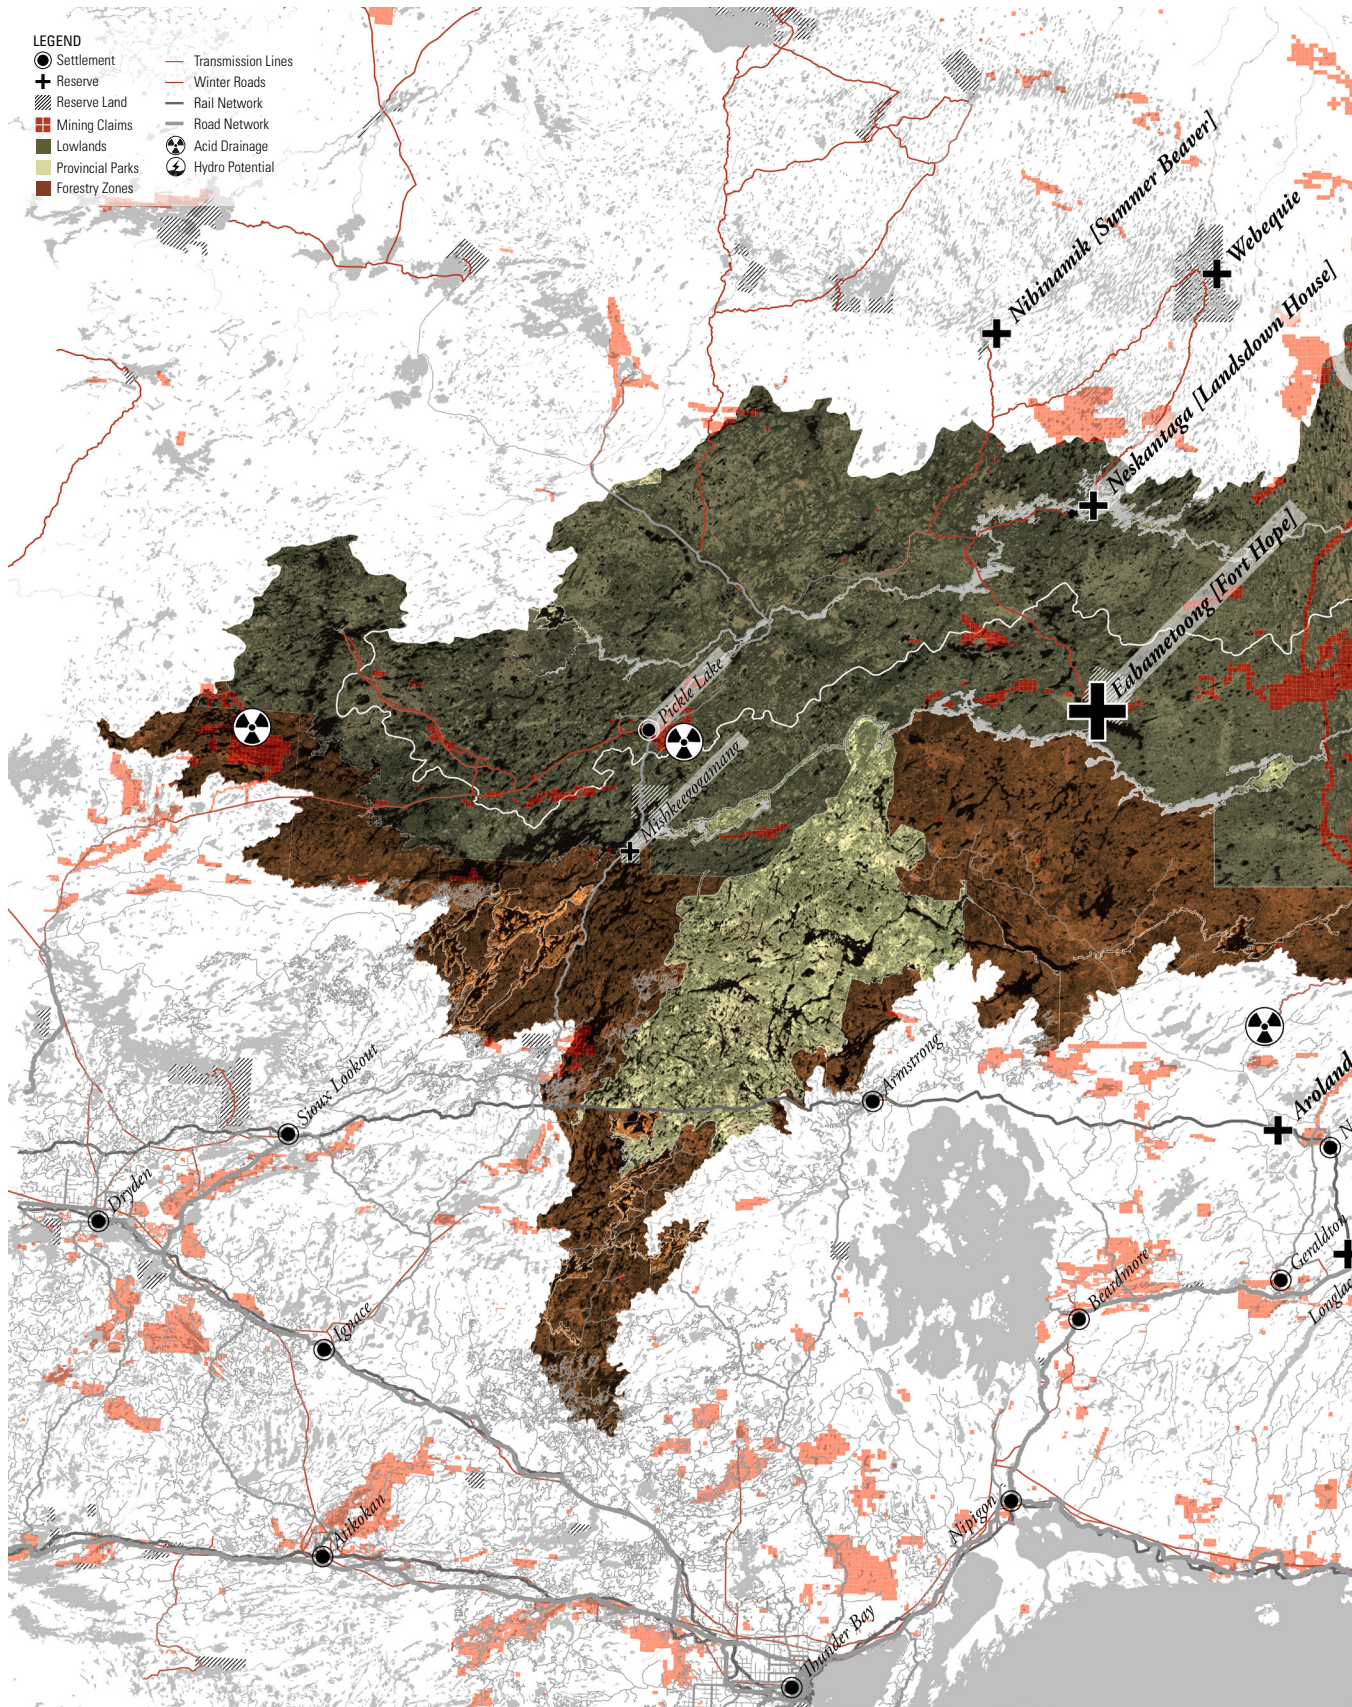 LEGEND
Settlement
Reserve
Reserve Land
Mining Claims
Lowlands
Provincial Parks
Forestry Zones
Transmission Lines
Winter Roads
Rail Network
Road Network
Acid Drainage
Hydro Potential
Nibinamik [Summer Beaver]
Webequie
Neskantaga [Landsdown House]
Eabametoong [Fort Hope]
Pickle Lake
Mishkeegogamang
Sioux Lookout
Armstrong
Aroland
N
Dryden
Geraldton
Beardmore
Longlac
Ignace
Nipigon
Atikokan
Thunder Bay